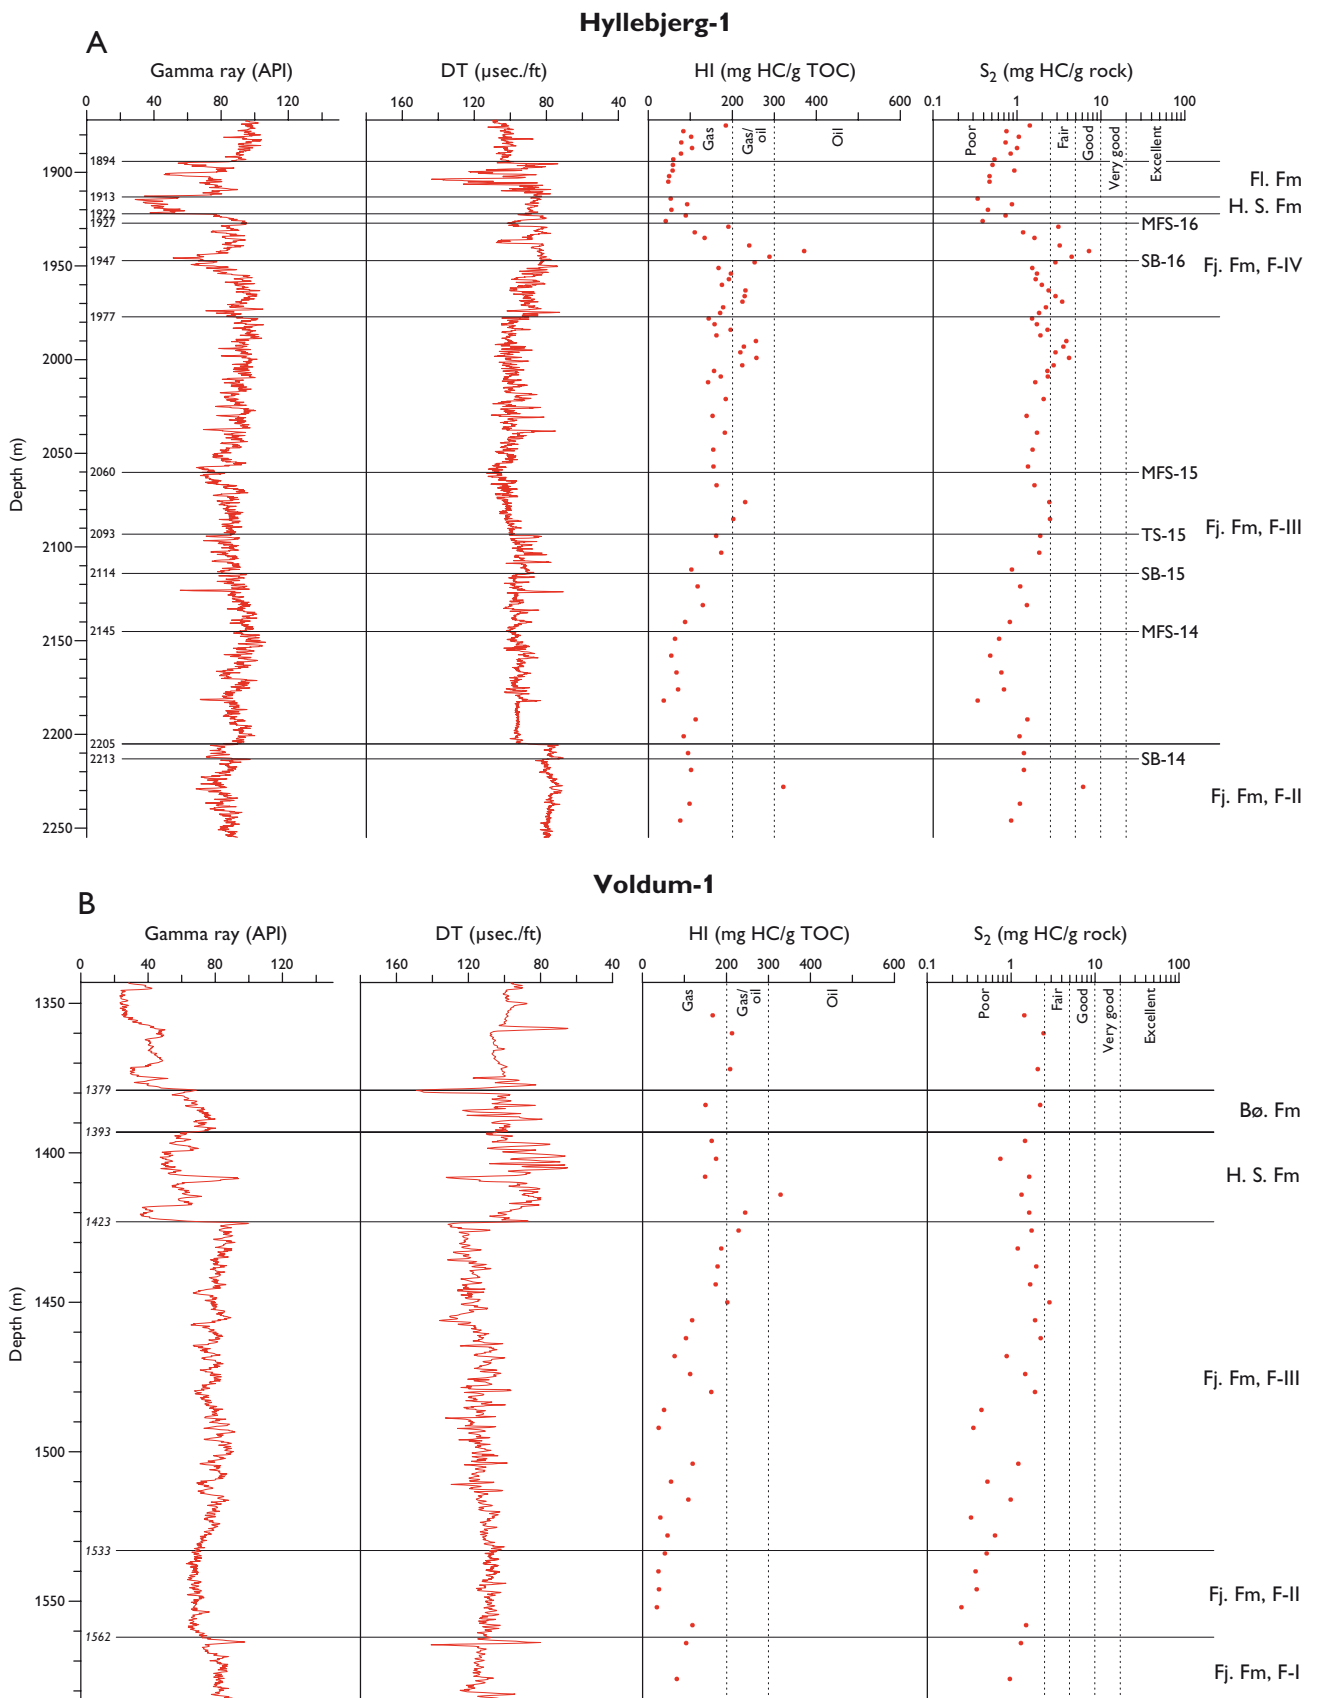 Hyllebjerg-1
A
Gamma ray (API) DT (µsec./ft) HI (mg HC/g TOC) S2 (mg HC/g rock)
0 40 80 120 160 120 80 40 0 200 300 400 600 0.1 1 10 100
Gas Gas/oil Oil Poor Fair Good Very good Excellent
1894
1900
Fl. Fm
1913
H. S. Fm
1922
1927 MFS-16
1947 SB-16
1950
Fj. Fm, F-IV
1977
2000
2050
2060 MFS-15
Depth (m)
2093 TS-15
Fj. Fm, F-III
2100
2114 SB-15
2145 MFS-14
2150
2200
2205
2213 SB-14
Fj. Fm, F-II
2250
Voldum-1
B
Gamma ray (API) DT (µsec./ft) HI (mg HC/g TOC) S2 (mg HC/g rock)
0 40 80 120 160 120 80 40 0 200 300 400 600 0.1 1 10 100
Gas Gas/oil Oil Poor Fair Good Very good Excellent
1350
1379
Bø. Fm
1393
1400
H. S. Fm
1423
1450
Depth (m)
Fj. Fm, F-III
1500
1533
1550
Fj. Fm, F-II
1562
Fj. Fm, F-I